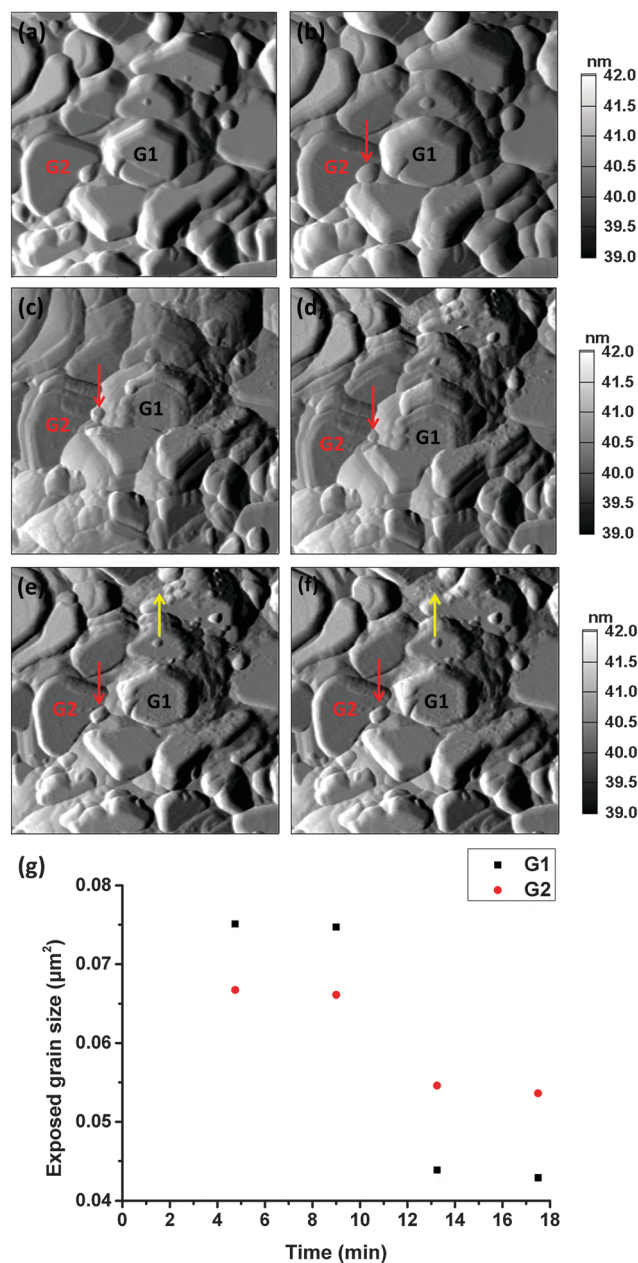 (a)
G2
G1
(b)
G2
G1
nm
42.0
41.5
41.0
40.5
40.0
39.5
39.0
(c)
G2
G1
(d)
G2
G1
nm
42.0
41.5
41.0
40.5
40.0
39.5
39.0
(e)
G2
G1
(f)
G2
G1
nm
42.0
41.5
41.0
40.5
40.0
39.5
39.0
(g)
G1
G2
0.08
0.07
0.06
0.05
0.04
Exposed grain size (μm²)
0 2 4 6 8 10 12 14 16 18
Time (min)